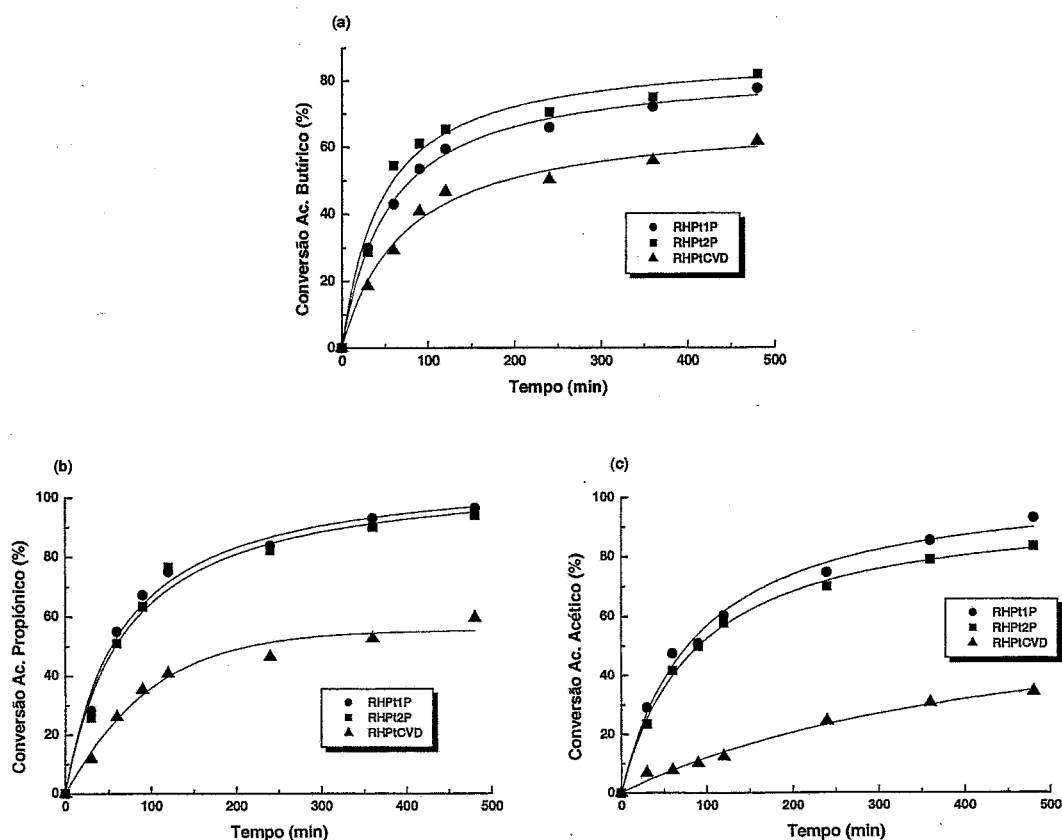 (a)
Conversão Ac. Butírico (%)
80
60
40
20
0
RHPt1P
RHPt2P
RHPtCVD
0
100
200
300
400
500
Tempo (min)
(b)
Conversão Ac. Propiónico (%)
100
80
60
40
20
0
RHPt1P
RHPt2P
RHPtCVD
0
100
200
300
400
500
Tempo (min)
(c)
Conversão Ac. Acético (%)
100
80
60
40
20
0
RHPt1P
RHPt2P
RHPtCVD
0
100
200
300
400
500
Tempo (min)